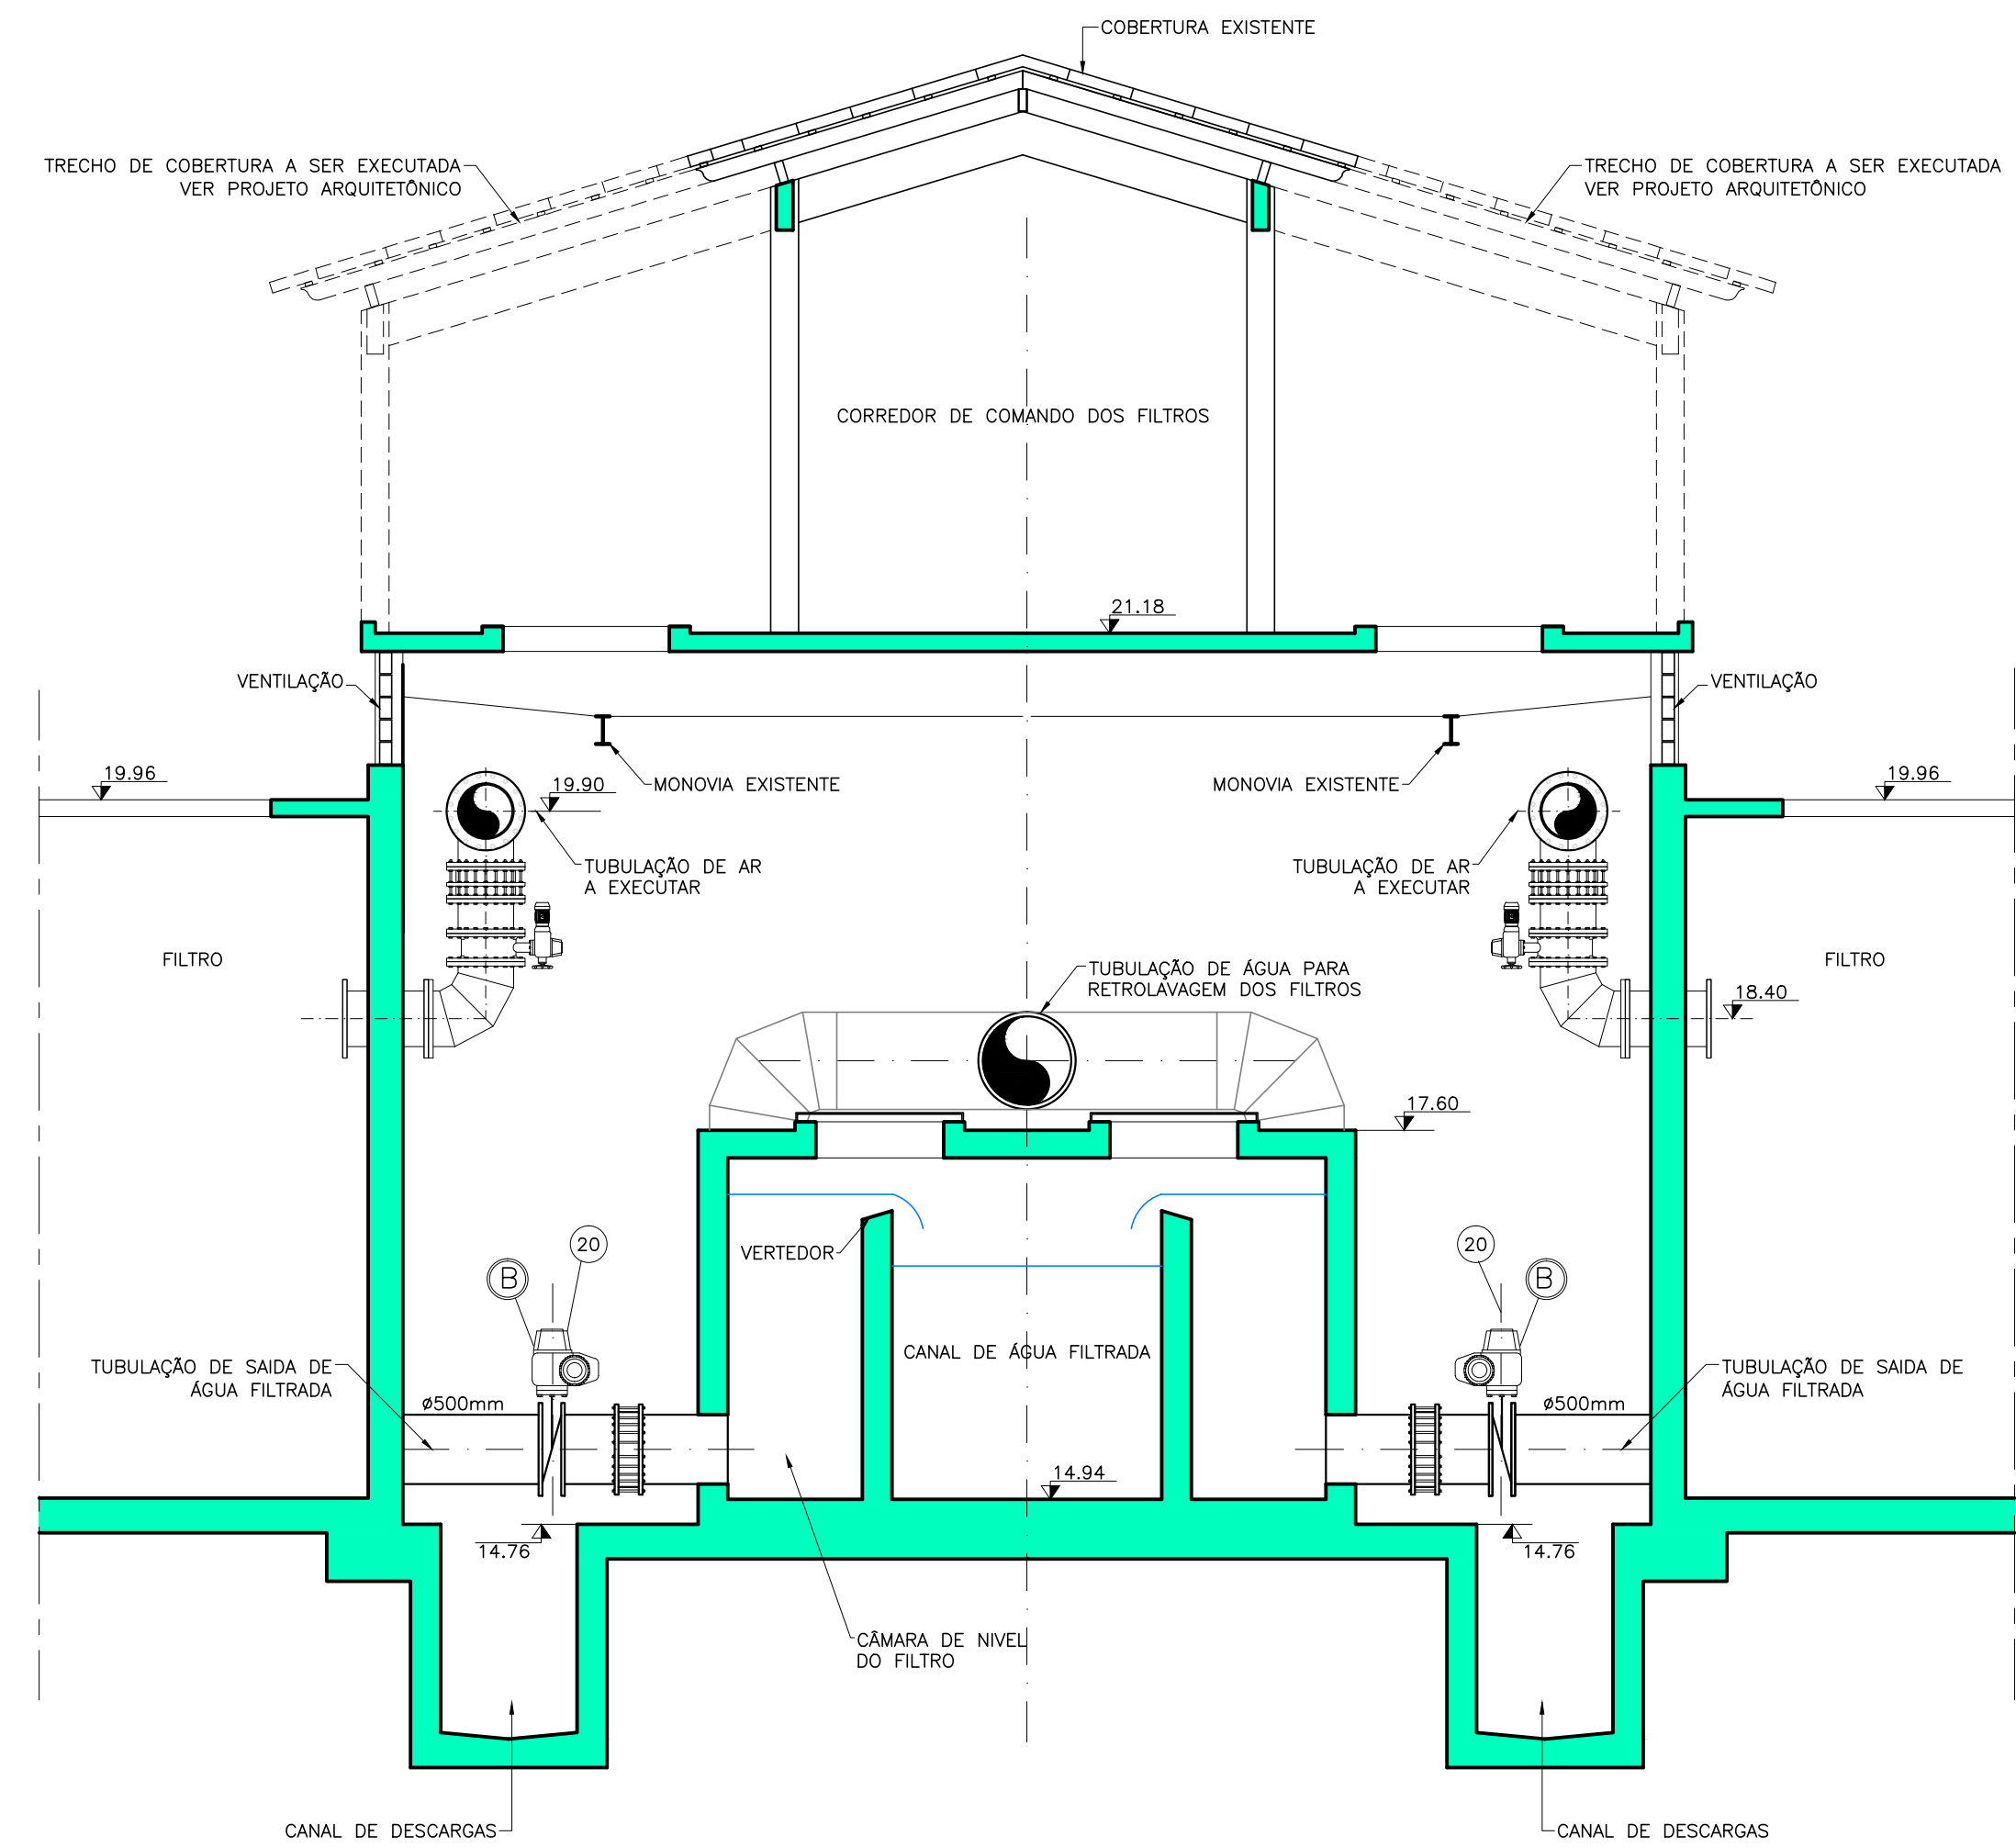 COBERTURA EXISTENTE
TRECHO DE COBERTURA A SER EXECUTADA
VER PROJETO ARQUITETÔNICO
TRECHO DE COBERTURA A SER EXECUTADA
VER PROJETO ARQUITETÔNICO
CORREDOR DE COMANDO DOS FILTROS
21.18
VENTILAÇÃO
VENTILAÇÃO
19.96
19.90
MONOVIA EXISTENTE
MONOVIA EXISTENTE
19.96
TUBULAÇÃO DE AR
A EXECUTAR
TUBULAÇÃO DE AR
A EXECUTAR
FILTRO
FILTRO
TUBULAÇÃO DE ÁGUA PARA
RETROLAVAGEM DOS FILTROS
18.40
17.60
VERTEDOR
20
B
20
B
CANAL DE ÁGUA FILTRADA
TUBULAÇÃO DE SAIDA DE
ÁGUA FILTRADA
TUBULAÇÃO DE SAIDA DE
ÁGUA FILTRADA
ø500mm
ø500mm
14.94
14.76
14.76
CÂMARA DE NIVEL
DO FILTRO
CANAL DE DESCARGAS
CANAL DE DESCARGAS